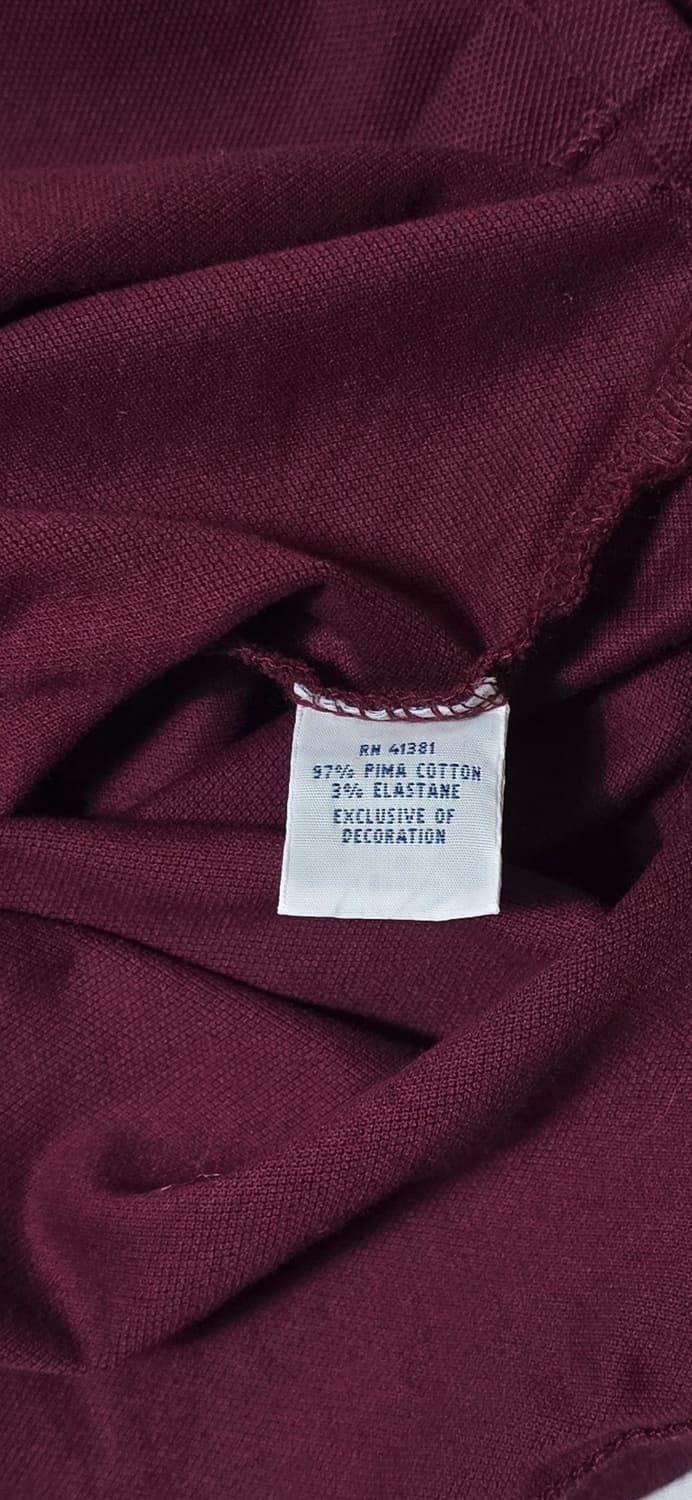 RN 41381
97% PIMA COTTON
3% ELASTANE
EXCLUSIVE OF
DECORATION